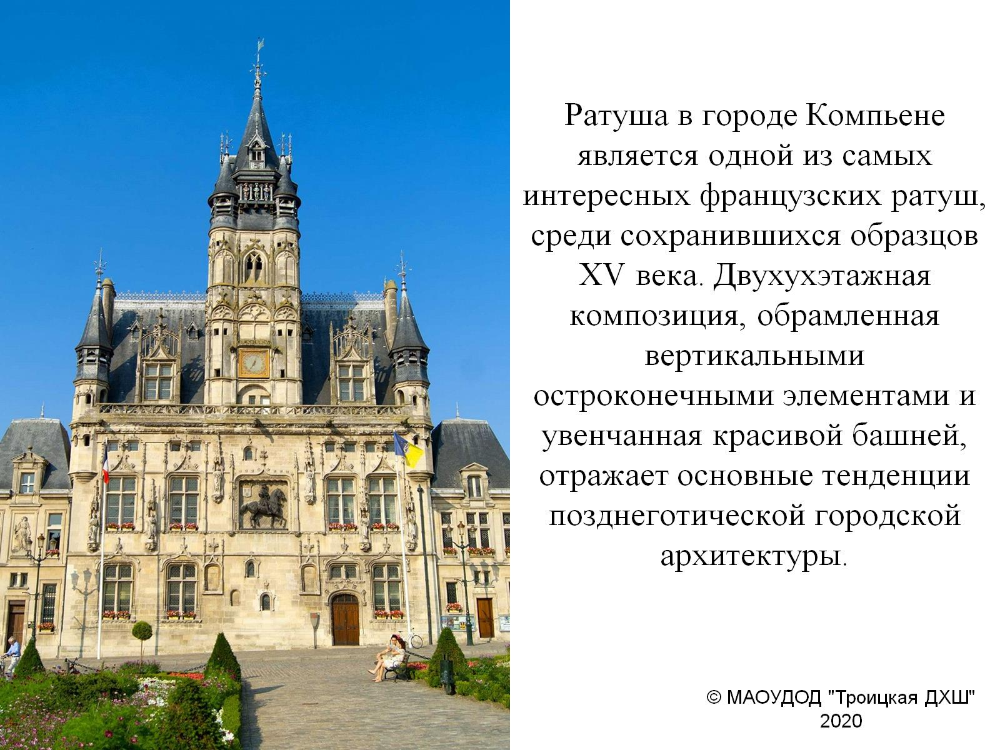 Ратуша в городе Компьене
является одной из самых
интересных французских ратуш,
среди сохранившихся образцов
XV века. Двухухэтажная
композиция, обрамленная
вертикальными
остроконечными элементами и
увенчанная красивой башней,
отражает основные тенденции
позднеготической городской
архитектуры.
© МАОУДОД "Троицкая ДХШ"
2020